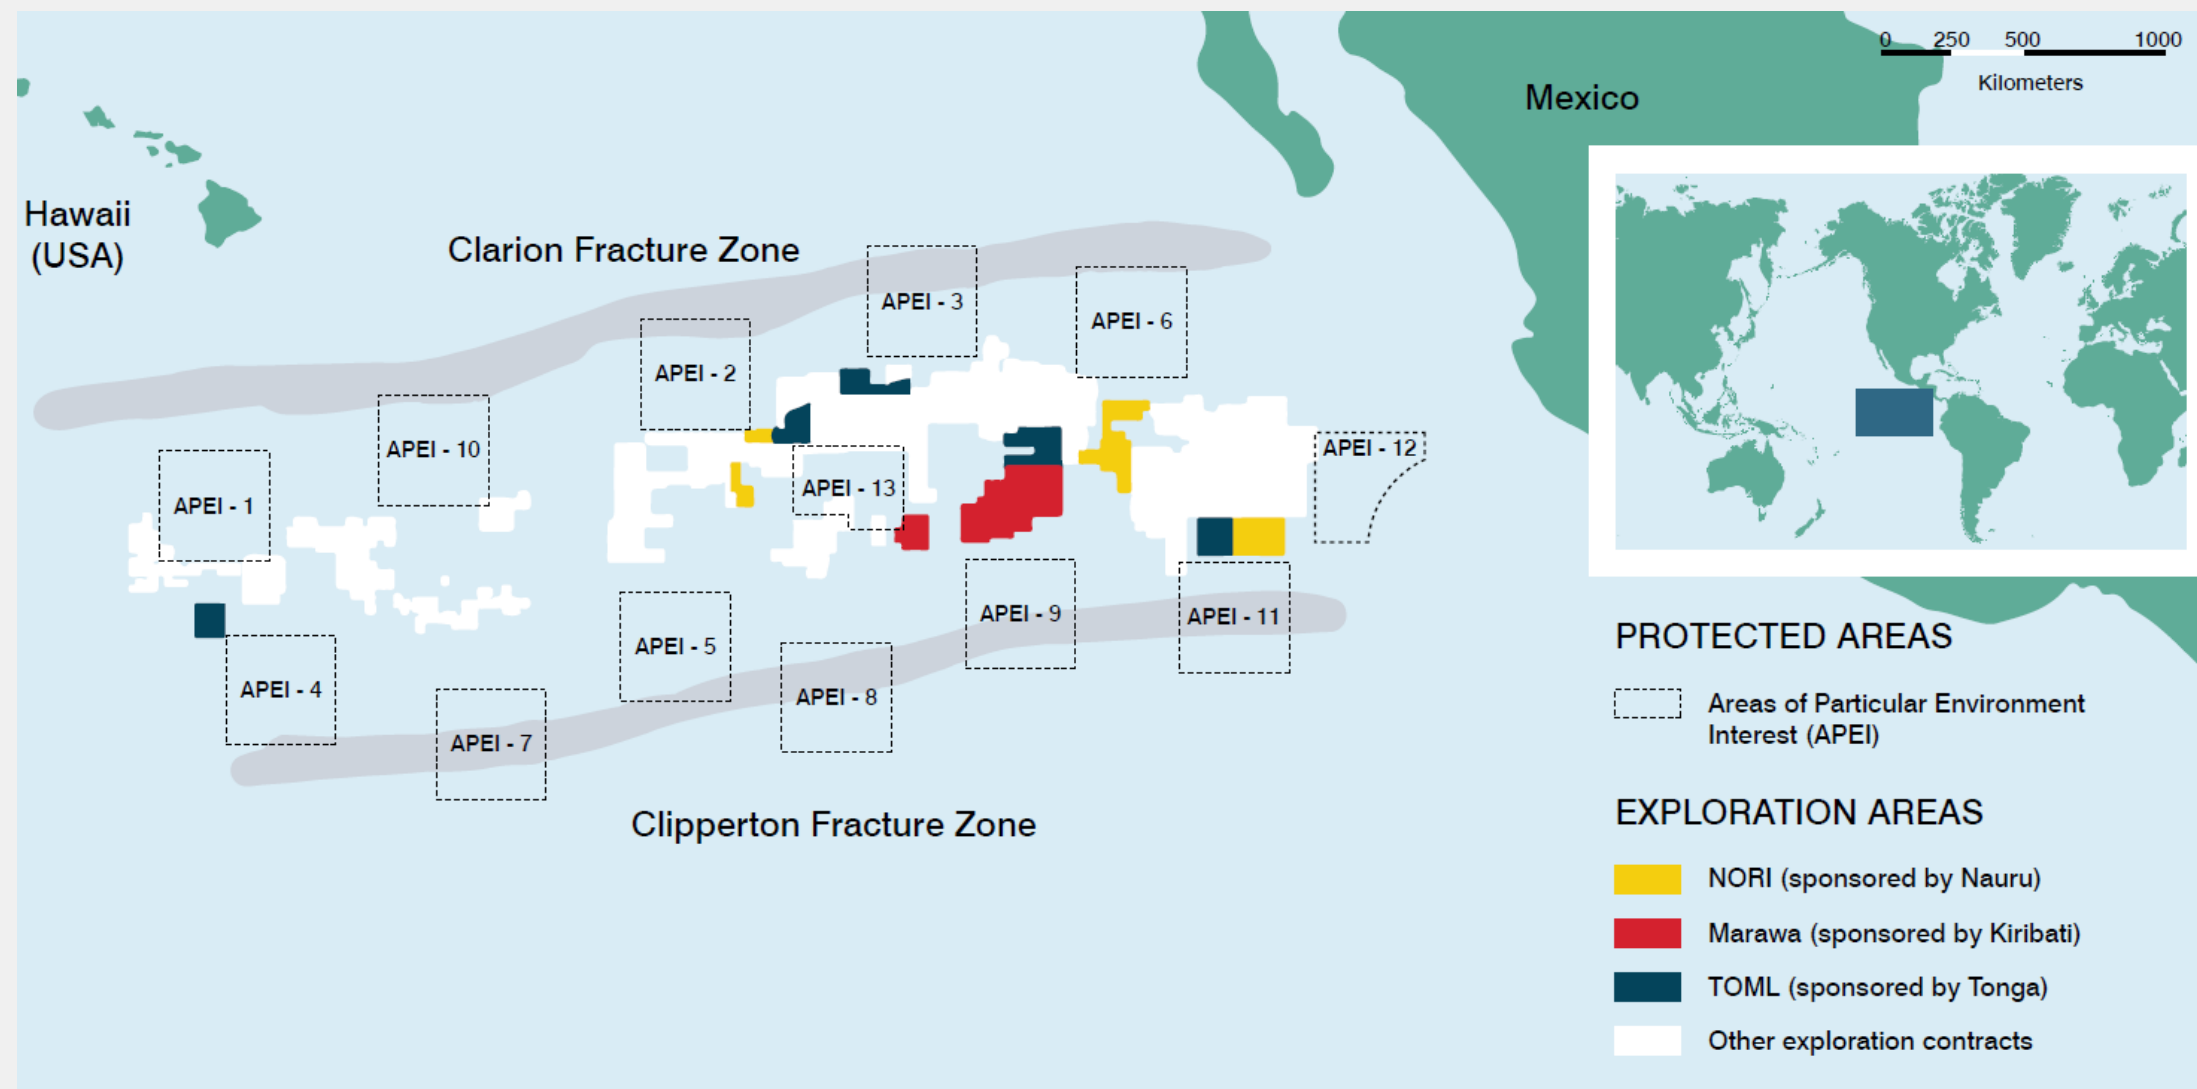 0 250 500 1000
Kilometers
Mexico
Hawaii
(USA)
Clarion Fracture Zone
APEI - 3
APEI - 6
APEI - 2
APEI - 10
APEI - 12
APEI - 13
APEI - 1
APEI - 9
APEI - 11
APEI - 5
APEI - 4
APEI - 8
APEI - 7
Clipperton Fracture Zone
PROTECTED AREAS
Areas of Particular Environment
Interest (APEI)
EXPLORATION AREAS
NORI (sponsored by Nauru)
Marawa (sponsored by Kiribati)
TOML (sponsored by Tonga)
Other exploration contracts